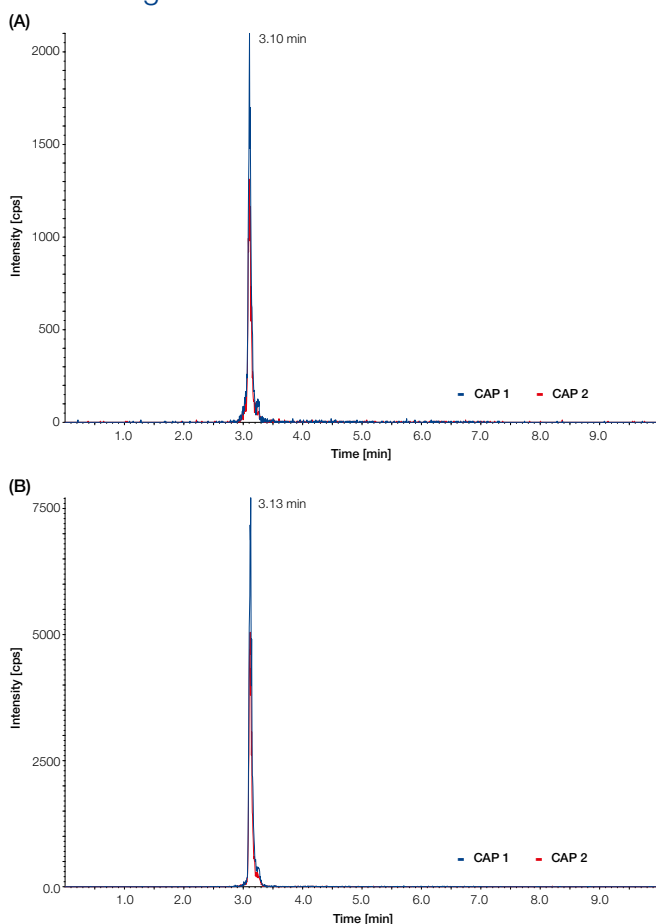 (A)
3.10 min
2000
1500
1000
500
0
Intensity [cps]
CAP 1 CAP 2
1.0 2.0 3.0 4.0 5.0 6.0 7.0 8.0 9.0
Time [min]
(B)
3.13 min
7500
5000
2500
0.0
Intensity [cps]
CAP 1 CAP 2
1.0 2.0 3.0 4.0 5.0 6.0 7.0 8.0 9.0
Time [min]